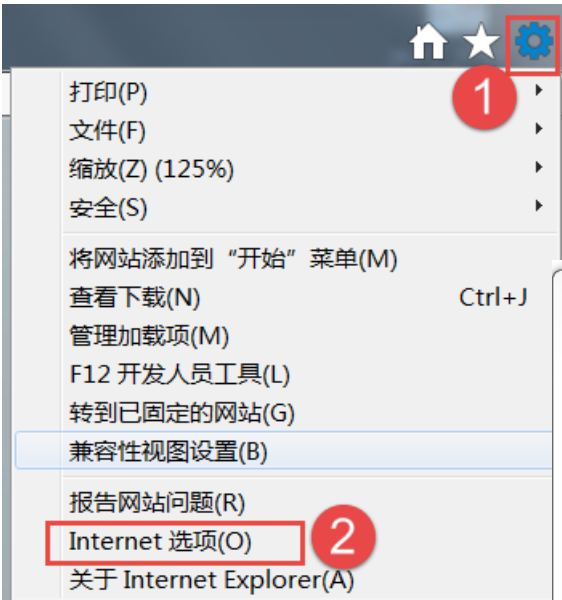 1
打印(P)
文件(F)
缩放(Z) (125%)
安全(S)
将网站添加到“开始”菜单(M)
查看下载(N) Ctrl+J
管理加载项(M)
F12 开发人员工具(L)
转到已固定的网站(G)
兼容性视图设置(B)
报告网站问题(R)
Internet 选项(O) 2
关于 Internet Explorer(A)